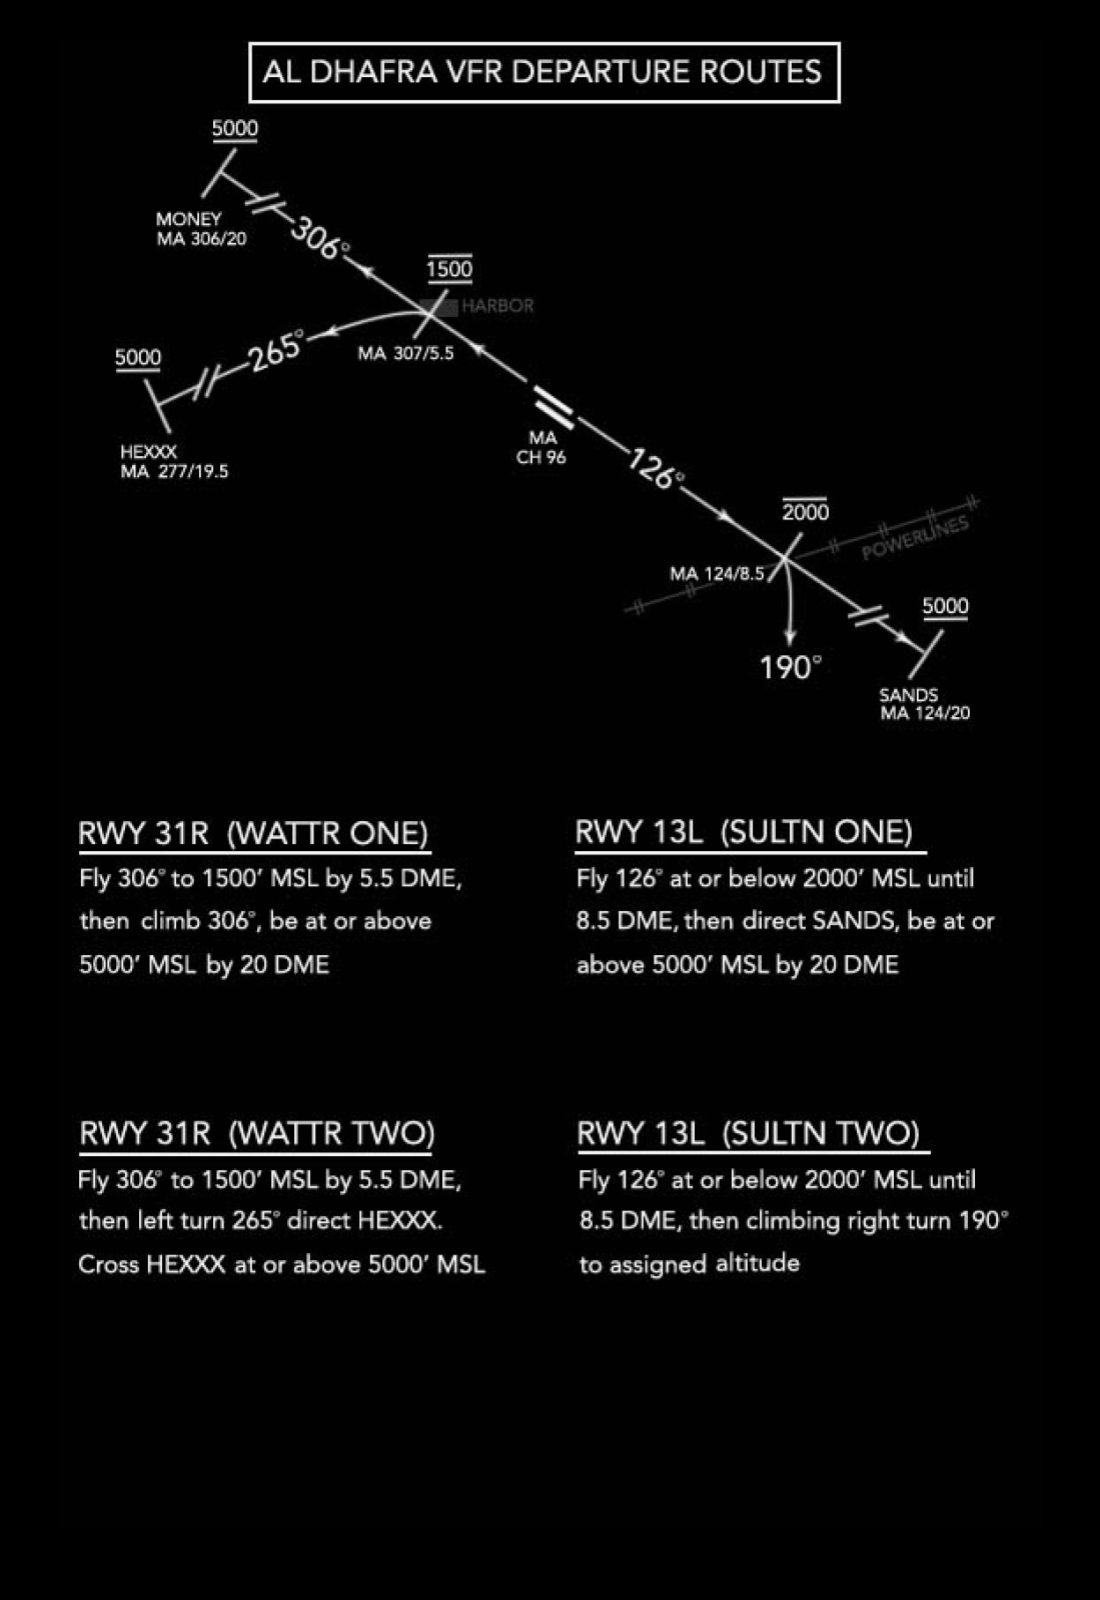 AL DHAFRA VFR DEPARTURE ROUTES
5000
MONEY
MA 306/20
306°
1500
HARBOR
MA 307/5.5
265°
5000
HEXXX
MA 277/19.5
MA
CH 96
126°
2000
POWERLINES
MA 124/8.5
5000
190°
SANDS
MA 124/20
RWY 31R (WATTR ONE)
Fly 306° to 1500' MSL by 5.5 DME,
then climb 306°, be at or above
5000' MSL by 20 DME
RWY 13L (SULTN ONE)
Fly 126° at or below 2000' MSL until
8.5 DME, then direct SANDS, be at or
above 5000' MSL by 20 DME
RWY 31R (WATTR TWO)
Fly 306° to 1500' MSL by 5.5 DME,
then left turn 265° direct HEXXX.
Cross HEXXX at or above 5000' MSL
RWY 13L (SULTN TWO)
Fly 126° at or below 2000' MSL until
8.5 DME, then climbing right turn 190°
to assigned altitude